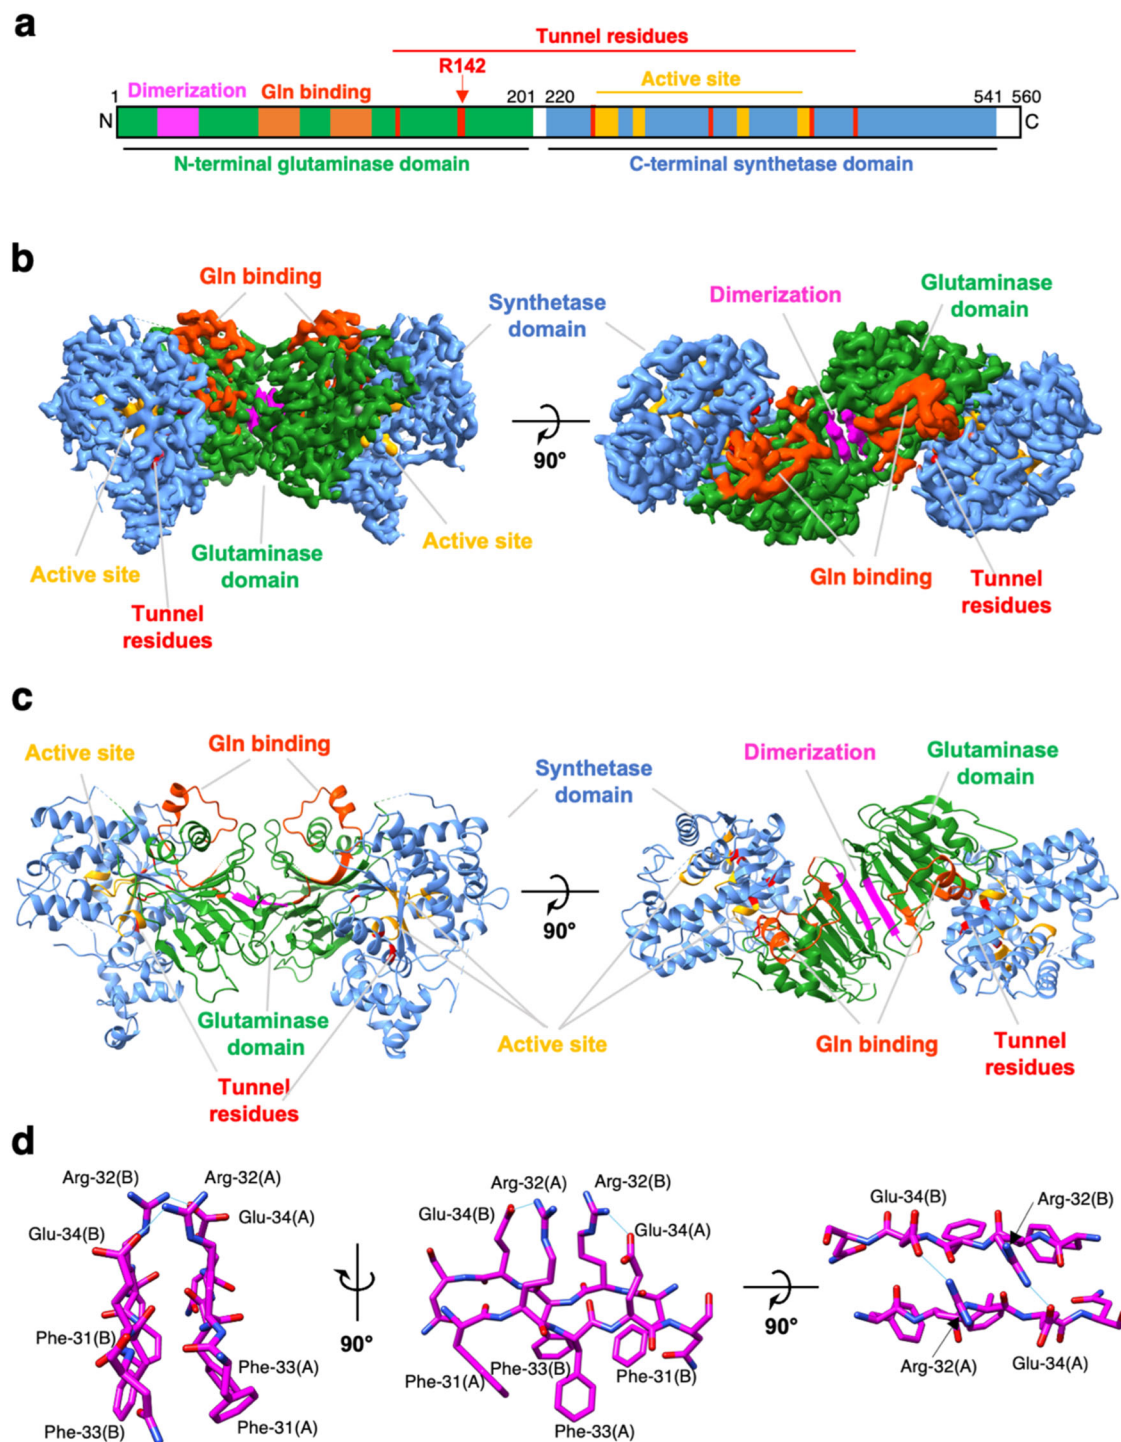 a
Tunnel residues
R142
Active site
Dimerization
Gln binding
1
201
220
541
560
N
C
N-terminal glutaminase domain
C-terminal synthetase domain
b
Gln binding
Synthetase
domain
Dimerization
Glutaminase
domain
90°
Active site
Glutaminase
domain
Active site
Tunnel
residues
Gln binding
Tunnel
residues
c
Active site
Gln binding
Synthetase
domain
Dimerization
Glutaminase
domain
90°
Glutaminase
domain
Active site
Tunnel
residues
Gln binding
Tunnel
residues
d
Arg-32(B)
Arg-32(A)
Glu-34(B)
Glu-34(A)
Phe-31(B)
Phe-33(A)
Phe-33(B)
Phe-31(A)
90°
Arg-32(A)
Arg-32(B)
Glu-34(B)
Glu-34(A)
Phe-31(A)
Phe-33(B)
Phe-31(B)
Phe-33(A)
90°
Glu-34(B)
Arg-32(B)
Arg-32(A)
Glu-34(A)